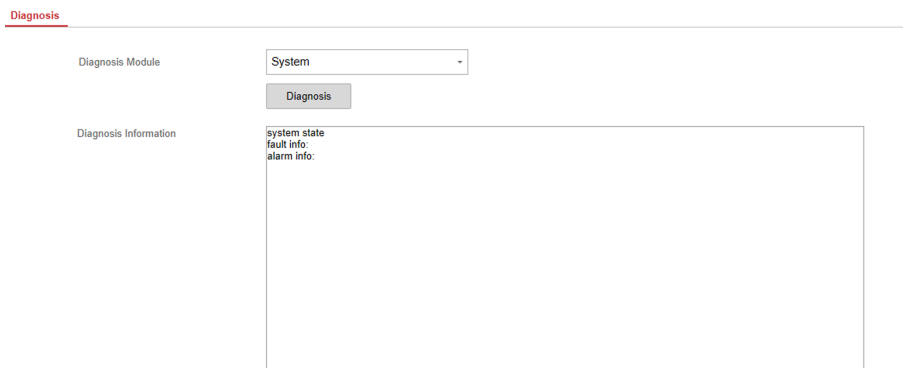 Diagnosis
Diagnosis Module
System
Diagnosis
Diagnosis Information
system state
fault info:
alarm info: